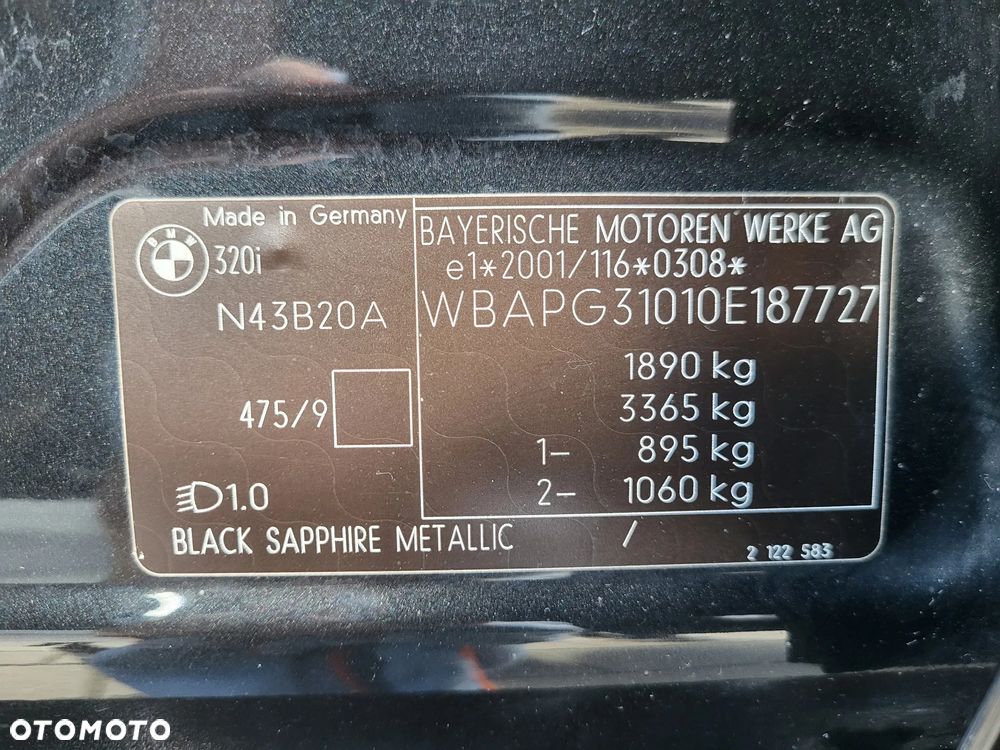 Made in Germany
BMW
320i
N43B20A
475/9
1.0
BLACK SAPPHIRE METALLIC /
BAYERISCHE MOTOREN WERKE AG
e1*2001/116*0308*
WBAPG31010E187727
1890 kg
3365 kg
1- 895 kg
2- 1060 kg
2 122 583
OTOMOTO